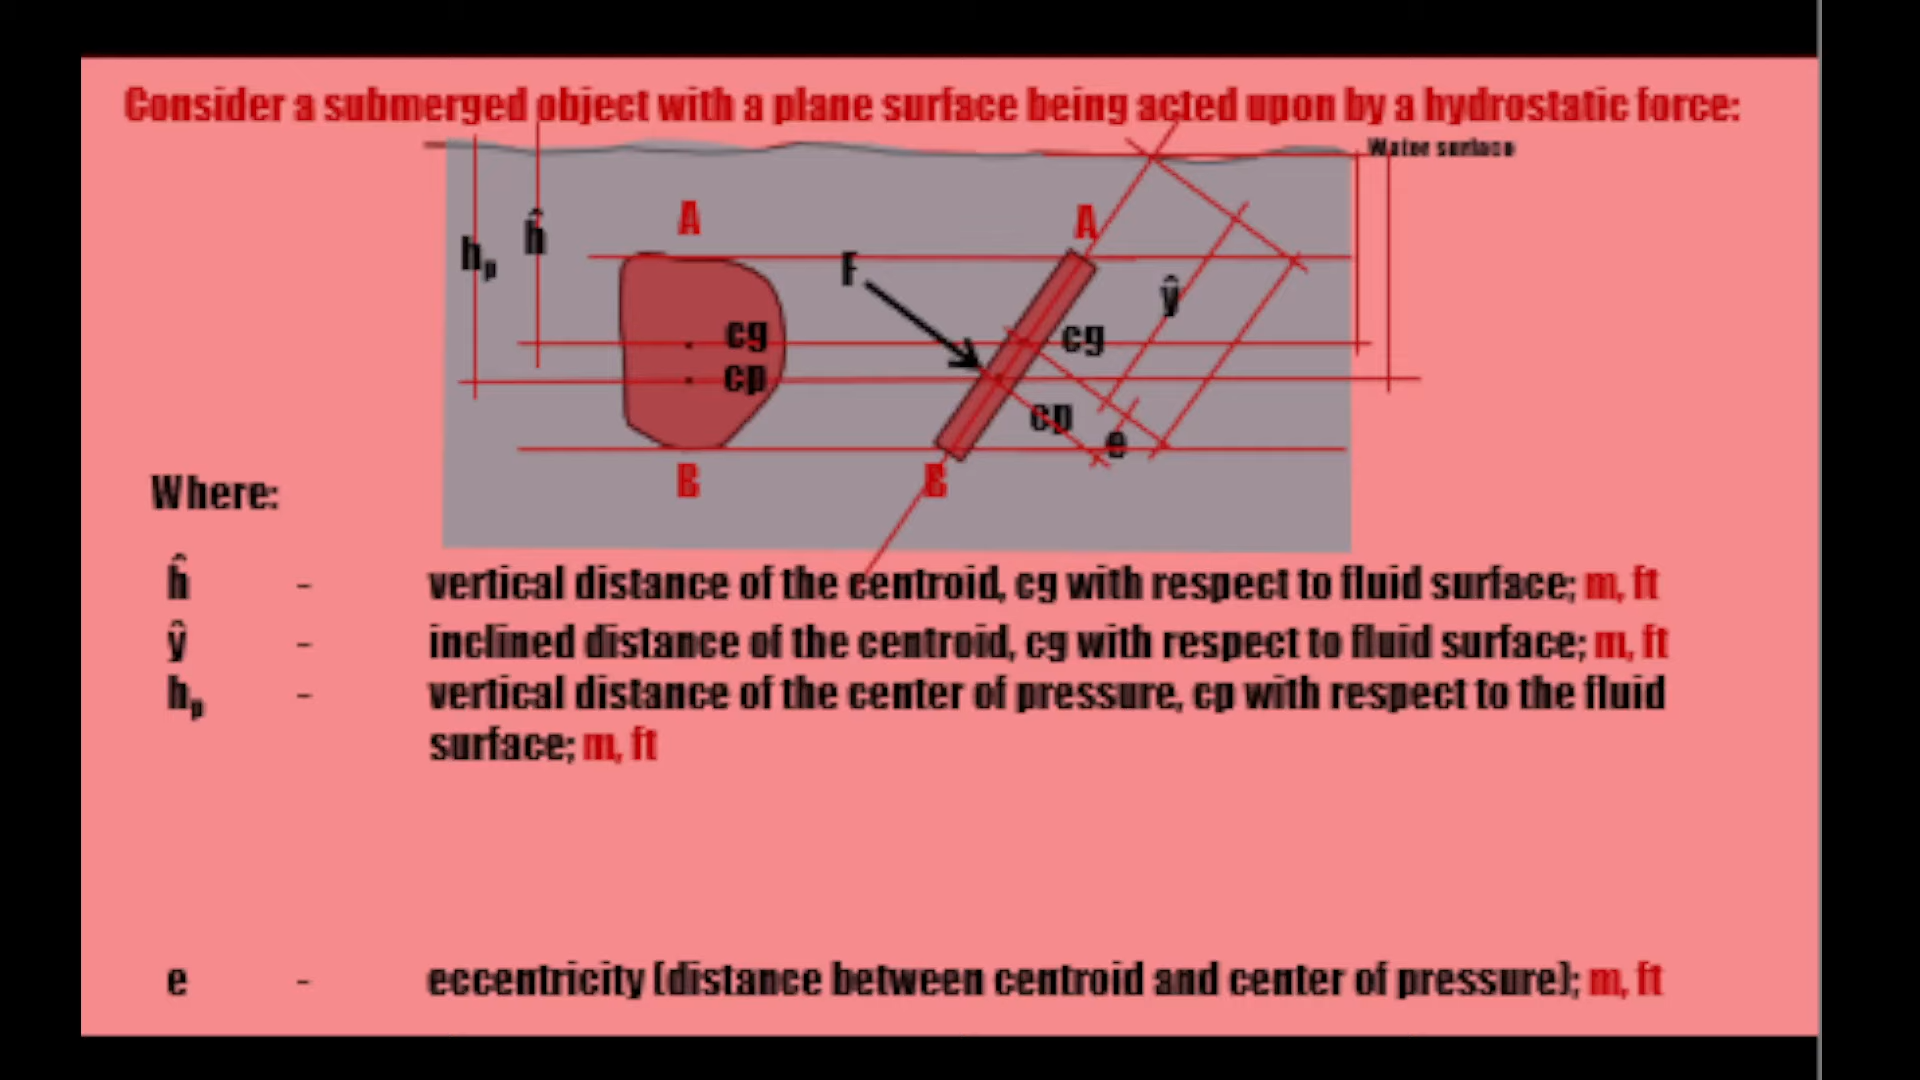 Consider a submerged object with a plane surface being acted upon by a hydrostatic force:
Water surface
A
A
ĥ
hp
F
ŷ
cg
cg
cp
cp
e
B
B
Where:
ĥ - vertical distance of the centroid, cg with respect to fluid surface; m, ft
ŷ - inclined distance of the centroid, cg with respect to fluid surface; m, ft
hp - vertical distance of the center of pressure, cp with respect to the fluid
surface; m, ft
e - eccentricity (distance between centroid and center of pressure); m, ft